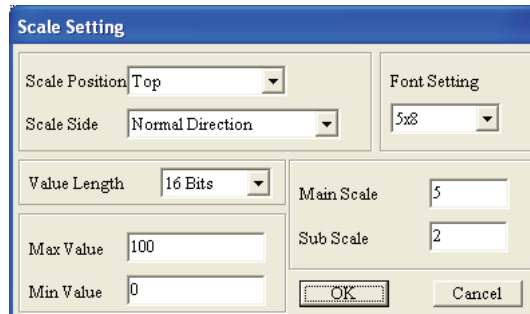 Scale Setting
Scale Position Top
Font Setting
Scale Side Normal Direction
5x8
Value Length 16 Bits
Main Scale 5
Max Value 100
Sub Scale 2
Min Value 0
OK Cancel